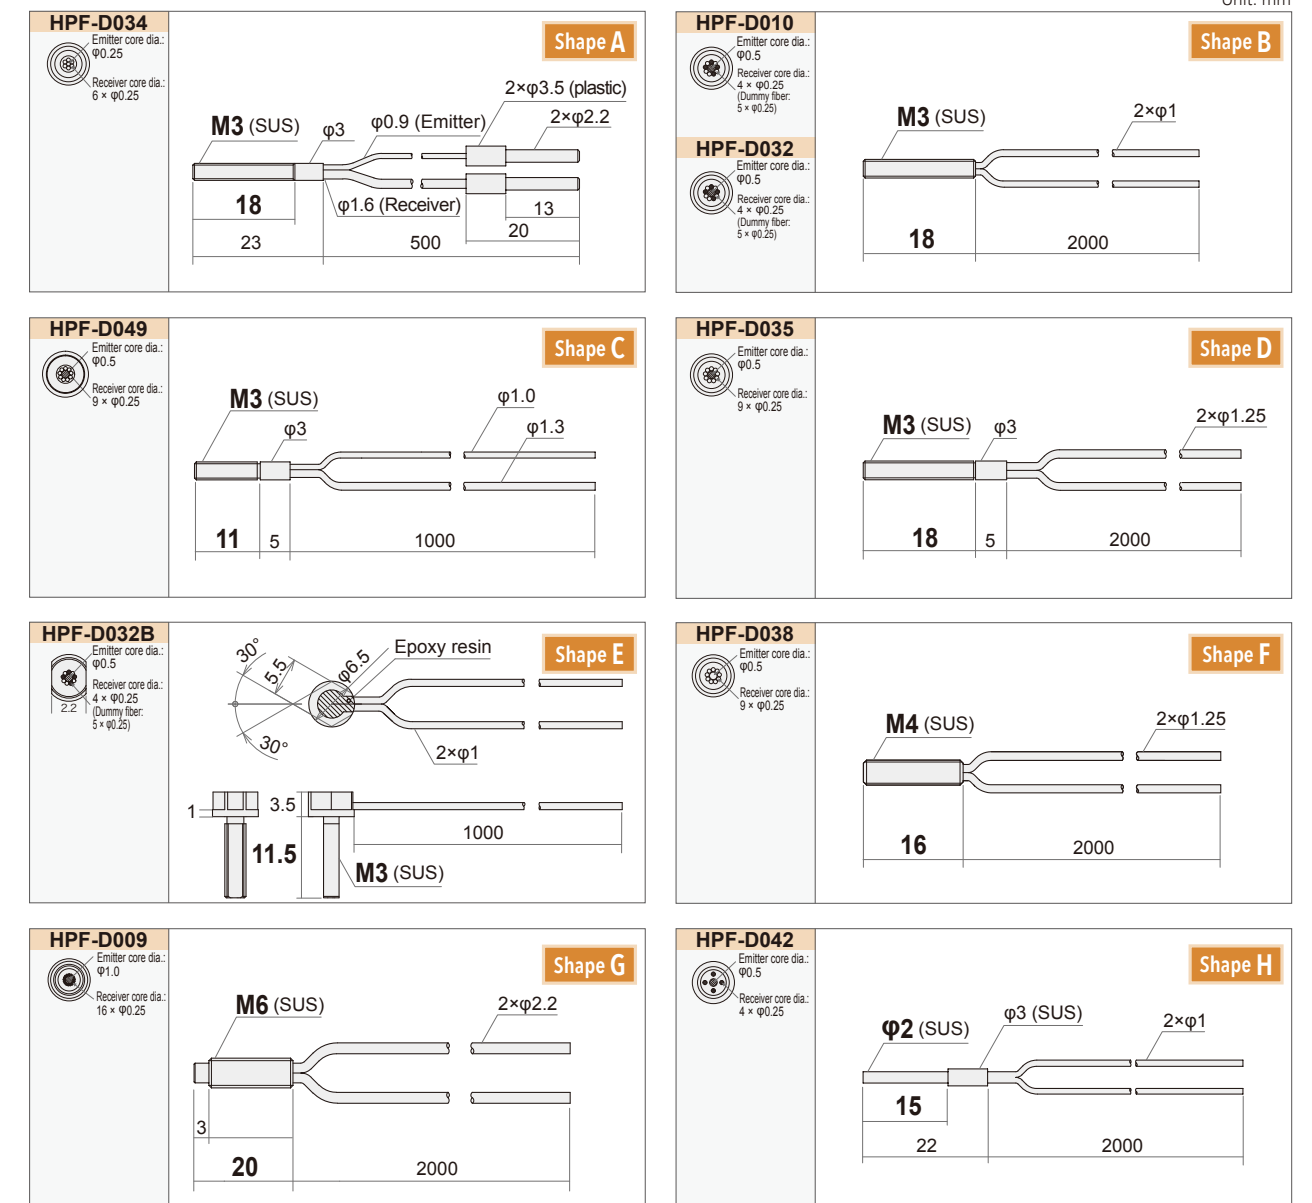 Unit: mm
HPF-D034
Emitter core dia.:
φ0.25
Receiver core dia.:
6 × φ0.25
Shape A
2×φ3.5 (plastic)
M3 (SUS)
φ3
φ0.9 (Emitter)
2×φ2.2
18
φ1.6 (Receiver)
13
20
23
500
HPF-D010
Emitter core dia.:
φ0.5
Receiver core dia.:
4 × φ0.25
(Dummy fiber:
5 × φ0.25)
HPF-D032
Emitter core dia.:
φ0.5
Receiver core dia.:
4 × φ0.25
(Dummy fiber:
5 × φ0.25)
Shape B
M3 (SUS)
2×φ1
18
2000
HPF-D049
Emitter core dia.:
φ0.5
Receiver core dia.:
9 × φ0.25
Shape C
M3 (SUS)
φ3
φ1.0
φ1.3
11
5
1000
HPF-D035
Emitter core dia.:
φ0.5
Receiver core dia.:
9 × φ0.25
Shape D
M3 (SUS)
φ3
2×φ1.25
18
5
2000
HPF-D032B
Emitter core dia.:
φ0.5
Receiver core dia.:
4 × φ0.25
(Dummy fiber:
5 × φ0.25)
2.2
Shape E
30°
5.5
φ6.5
Epoxy resin
30°
2×φ1
1
3.5
1000
11.5
M3 (SUS)
HPF-D038
Emitter core dia.:
φ0.5
Receiver core dia.:
9 × φ0.25
Shape F
M4 (SUS)
2×φ1.25
16
2000
HPF-D009
Emitter core dia.:
φ1.0
Receiver core dia.:
16 × φ0.25
Shape G
M6 (SUS)
2×φ2.2
3
20
2000
HPF-D042
Emitter core dia.:
φ0.5
Receiver core dia.:
4 × φ0.25
Shape H
φ2 (SUS)
φ3 (SUS)
2×φ1
15
22
2000